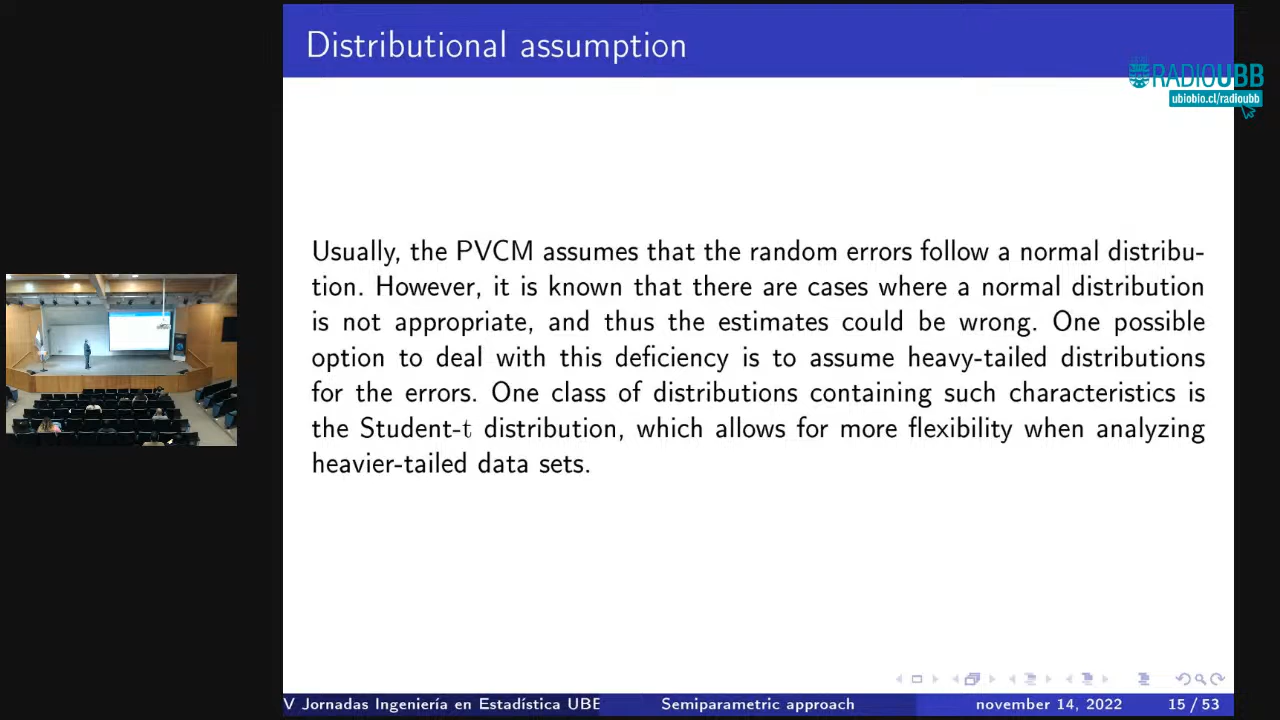 Distributional assumption
RADIOUBB
ubiobio.cl/radioubb
Usually, the PVCM assumes that the random errors follow a normal distribu-
tion. However, it is known that there are cases where a normal distribution
is not appropriate, and thus the estimates could be wrong. One possible
option to deal with this deficiency is to assume heavy-tailed distributions
for the errors. One class of distributions containing such characteristics is
the Student-t distribution, which allows for more flexibility when analyzing
heavier-tailed data sets.
V Jornadas Ingeniería en Estadística UBB
Semiparametric approach
november 14, 2022
15 / 53